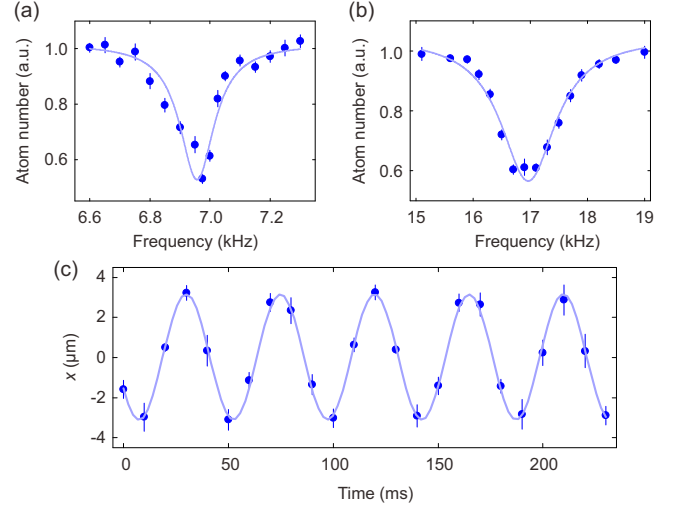 (a)
(b)
Atom number (a.u.)
1.0
0.8
0.6
6.6
6.8
7.0
7.2
Frequency (kHz)
Atom number (a.u.)
1.0
0.8
0.6
15
16
17
18
19
Frequency (kHz)
(c)
x (µm)
4
2
0
-2
-4
0
50
100
150
200
Time (ms)